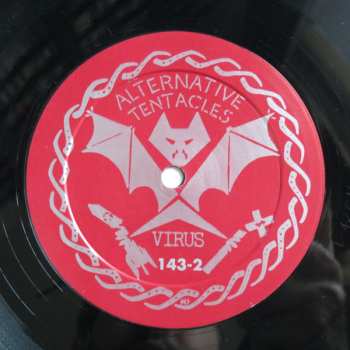 ALTERNATIVE
TENTACLES
VIRUS
143-2